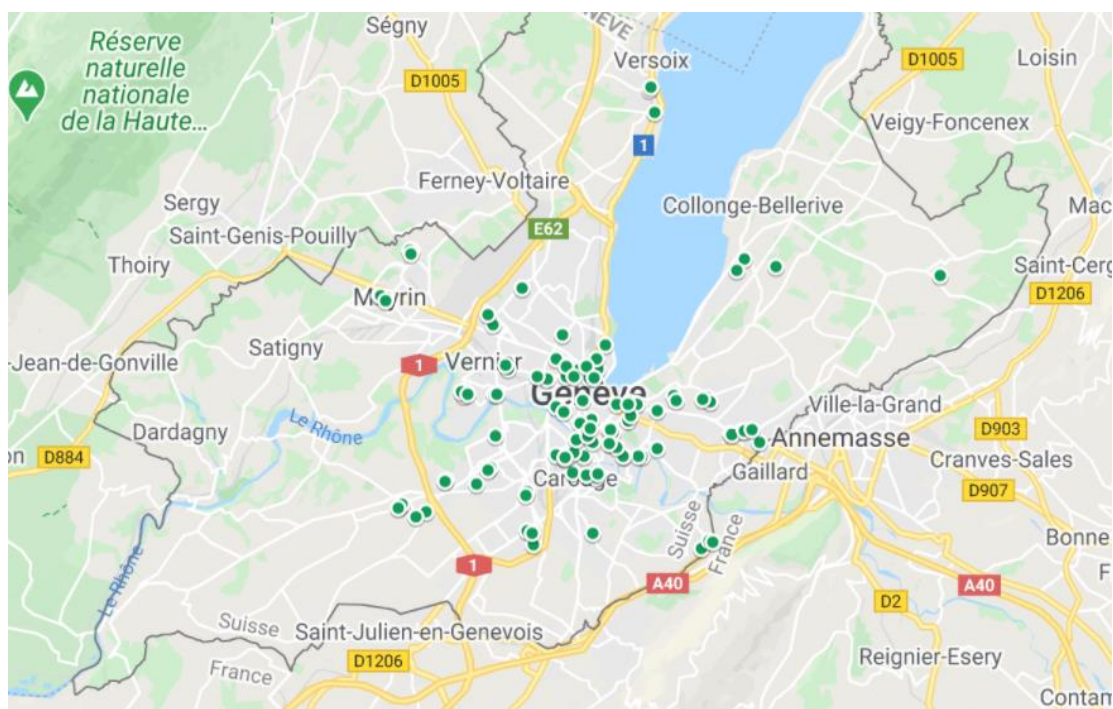 Ségny
GENÈVE
Versoix
D1005
Loisin
Réserve
naturelle
nationale
de la Haute...
D1005
Veigy-Foncenex
1
Ferney-Voltaire
Sergy
Collonge-Bellerive
Mac
Saint-Genis-Pouilly
E62
Thoiry
Saint-Cerg
Meyrin
D1206
-Jean-de-Gonville
Satigny
1
Vernier
Genève
Le Rhône
Ville-la-Grand
Dardagny
Annemasse
D903
on
D884
Cranves-Sales
Gaillard
Carouge
D907
Suisse
France
Bonne
F
Le Rhône
1
A40
A40
D2
Suisse
Saint-Julien-en-Genevois
France
D1206
Reignier-Esery
Contam